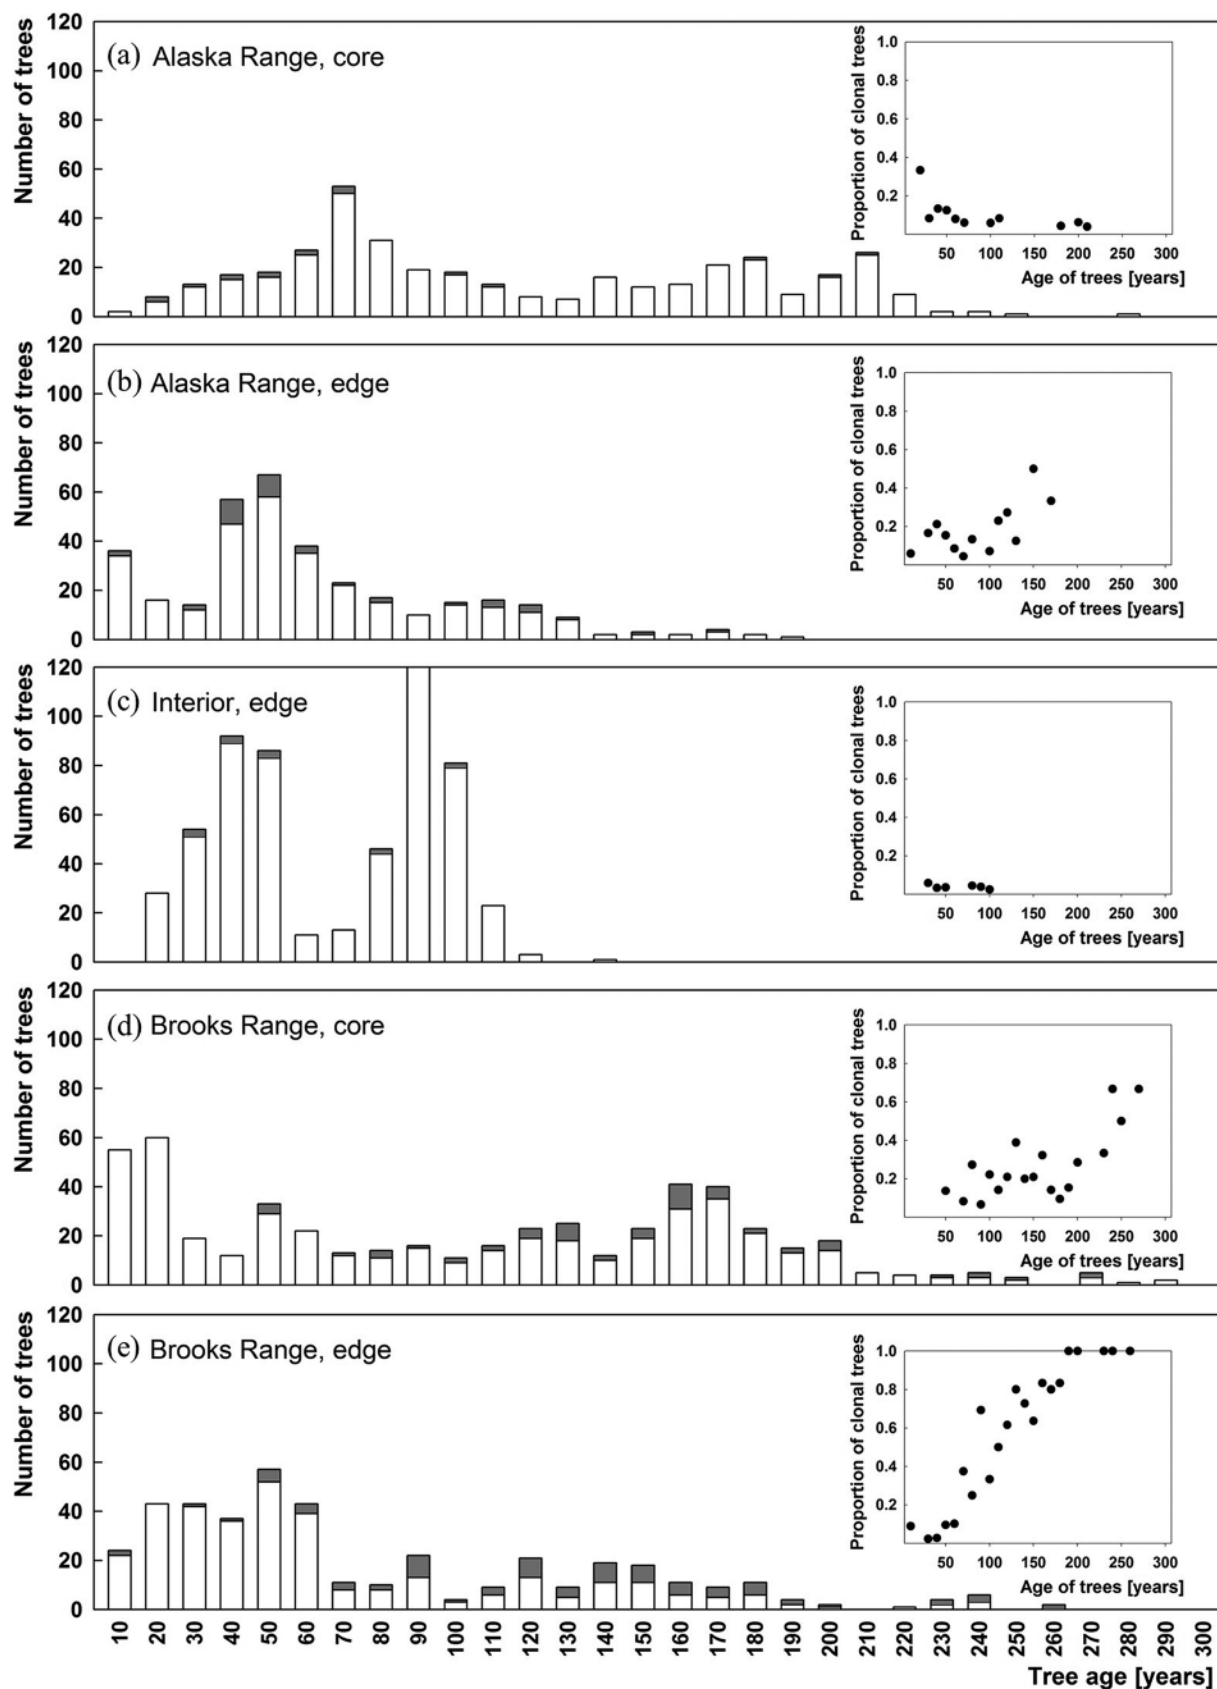 (a) Alaska Range, core
Number of trees
120
100
80
60
40
20
0
Proportion of clonal trees
1.0
0.8
0.6
0.4
0.2
50 100 150 200 250 300
Age of trees [years]
(b) Alaska Range, edge
Number of trees
120
100
80
60
40
20
0
Proportion of clonal trees
1.0
0.8
0.6
0.4
0.2
50 100 150 200 250 300
Age of trees [years]
(c) Interior, edge
Number of trees
120
100
80
60
40
20
0
Proportion of clonal trees
1.0
0.8
0.6
0.4
0.2
50 100 150 200 250 300
Age of trees [years]
(d) Brooks Range, core
Number of trees
120
100
80
60
40
20
0
Proportion of clonal trees
1.0
0.8
0.6
0.4
0.2
50 100 150 200 250 300
Age of trees [years]
(e) Brooks Range, edge
Number of trees
120
100
80
60
40
20
0
Proportion of clonal trees
1.0
0.8
0.6
0.4
0.2
50 100 150 200 250 300
Age of trees [years]
10 20 30 40 50 60 70 80 90 100 110 120 130 140 150 160 170 180 190 200 210 220 230 240 250 260 270 280 290 300
Tree age [years]